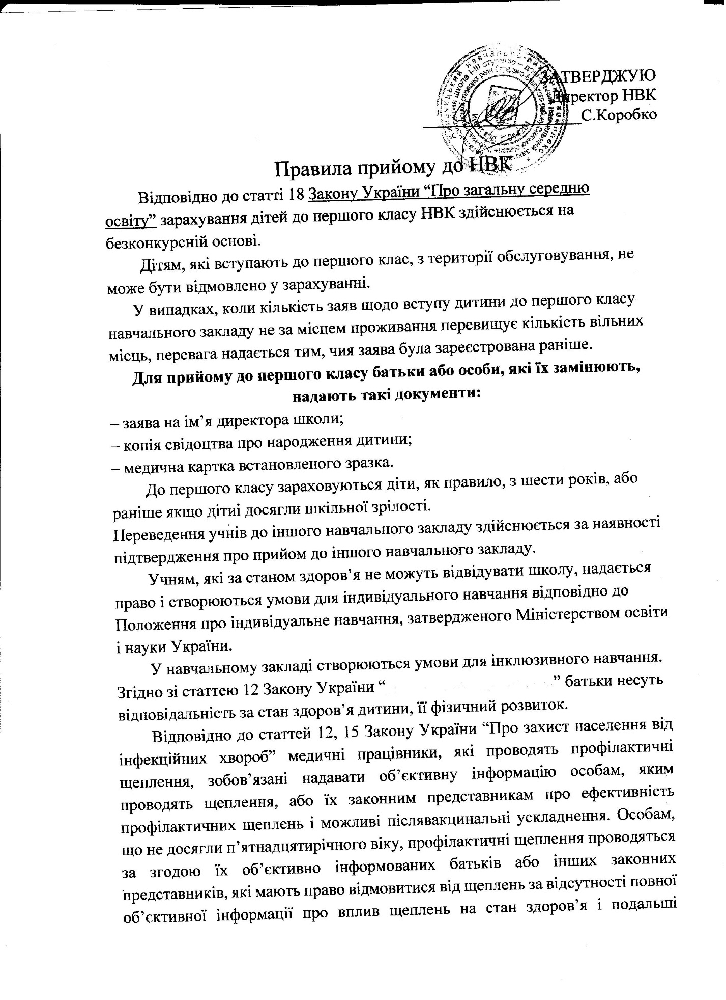 ЗАТВЕРДЖУЮ
Директор НВК
С.Коробко
Правила прийому до НВК
Відповідно до статті 18 Закону України “Про загальну середню
освіту” зарахування дітей до першого класу НВК здійснюється на
безконкурсній основі.
Дітям, які вступають до першого клас, з території обслуговування, не
може бути відмовлено у зарахуванні.
У випадках, коли кількість заяв щодо вступу дитини до першого класу
навчального закладу не за місцем проживання перевищує кількість вільних
місць, перевага надається тим, чия заява була зареєстрована раніше.
Для прийому до першого класу батьки або особи, які їх замінюють,
надають такі документи:
– заява на ім’я директора школи;
– копія свідоцтва про народження дитини;
– медична картка встановленого зразка.
До першого класу зараховуються діти, як правило, з шести років, або
раніше якщо дітиі досягли шкільної зрілості.
Переведення учнів до іншого навчального закладу здійснюється за наявності
підтвердження про прийом до іншого навчального закладу.
Учням, які за станом здоров’я не можуть відвідувати школу, надається
право і створюються умови для індивідуального навчання відповідно до
Положення про індивідуальне навчання, затвердженого Міністерством освіти
і науки України.
У навчальному закладі створюються умови для інклюзивного навчання.
Згідно зі статтею 12 Закону України “ ” батьки несуть
відповідальність за стан здоров’я дитини, її фізичний розвиток.
Відповідно до статтей 12, 15 Закону України “Про захист населення від
інфекційних хвороб” медичні працівники, які проводять профілактичні
щеплення, зобов’язані надавати об’єктивну інформацію особам, яким
проводять щеплення, або їх законним представникам про ефективність
профілактичних щеплень і можливі післявакцинальні ускладнення. Особам,
що не досягли п’ятнадцятирічного віку, профілактичні щеплення проводяться
за згодою їх об’єктивно інформованих батьків або інших законних
представників, які мають право відмовитися від щеплень за відсутності повної
об’єктивної інформації про вплив щеплень на стан здоров’я і подальші